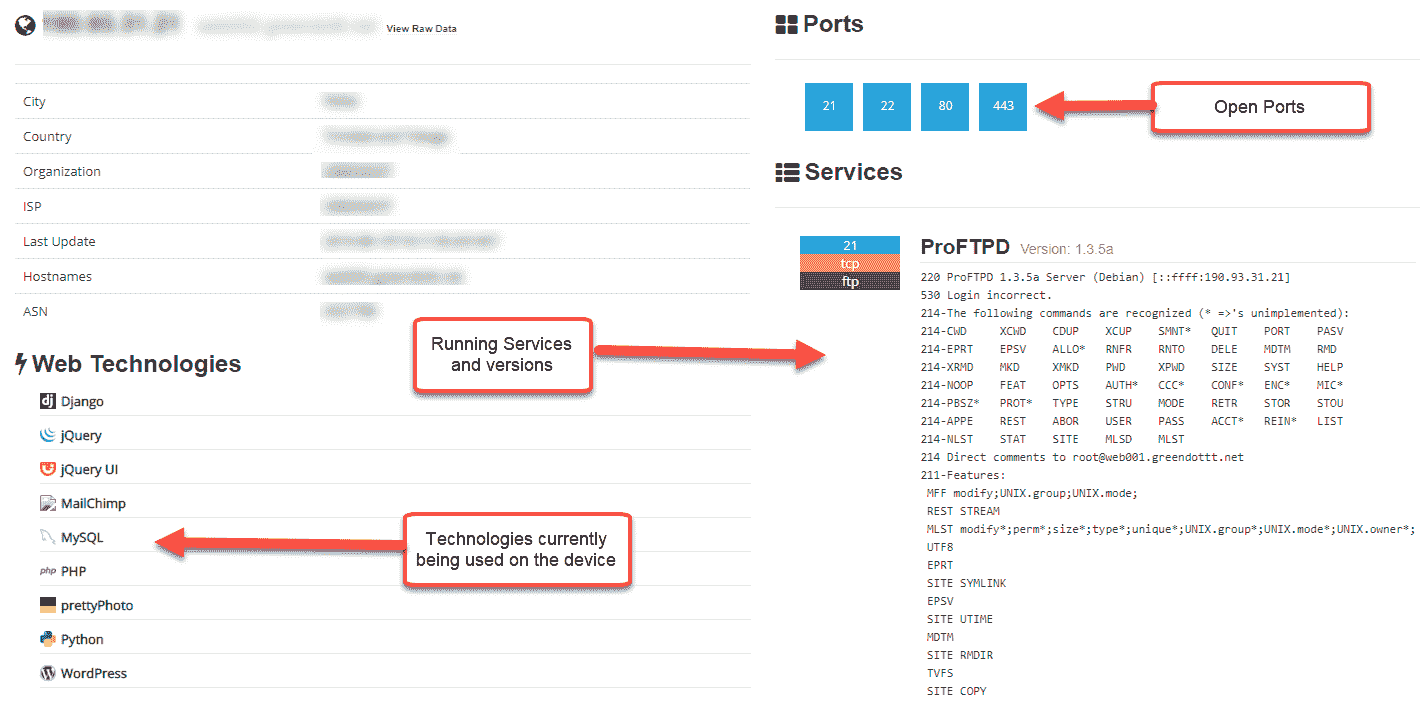 View Raw Data
City
Country
Organization
ISP
Last Update
Hostnames
ASN
Web Technologies
dj Django
jQuery
jQuery UI
MailChimp
MySQL
php PHP
prettyPhoto
Python
WordPress
Running Services
and versions
Technologies currently
being used on the device
Ports
21 22 80 443
Open Ports
Services
21
tcp
ftp
ProFTPD Version: 1.3.5a
220 ProFTPD 1.3.5a Server (Debian) [::ffff:190.93.31.21]
530 Login incorrect.
214-The following commands are recognized (* =>'s unimplemented):
214-CWD XCWD CDUP XCUP SMNT* QUIT PORT PASV
214-EPRT EPSV ALLO* RNFR RNTO DELE MDTM RMD
214-XRMD MKD XMKD PWD XPWD SIZE SYST HELP
214-NOOP FEAT OPTS AUTH* CCC* CONF* ENC* MIC*
214-PBSZ* PROT* TYPE STRU MODE RETR STOR STOU
214-APPE REST ABOR USER PASS ACCT* REIN* LIST
214-NLST STAT SITE MLSD MLST
214 Direct comments to root@web001.greendottt.net
211-Features:
MFF modify;UNIX.group;UNIX.mode;
REST STREAM
MLST modify*;perm*;size*;type*;unique*;UNIX.group*;UNIX.mode*;UNIX.owner*;
UTF8
EPRT
SITE SYMLINK
EPSV
SITE UTIME
MDTM
SITE RMDIR
TVFS
SITE COPY